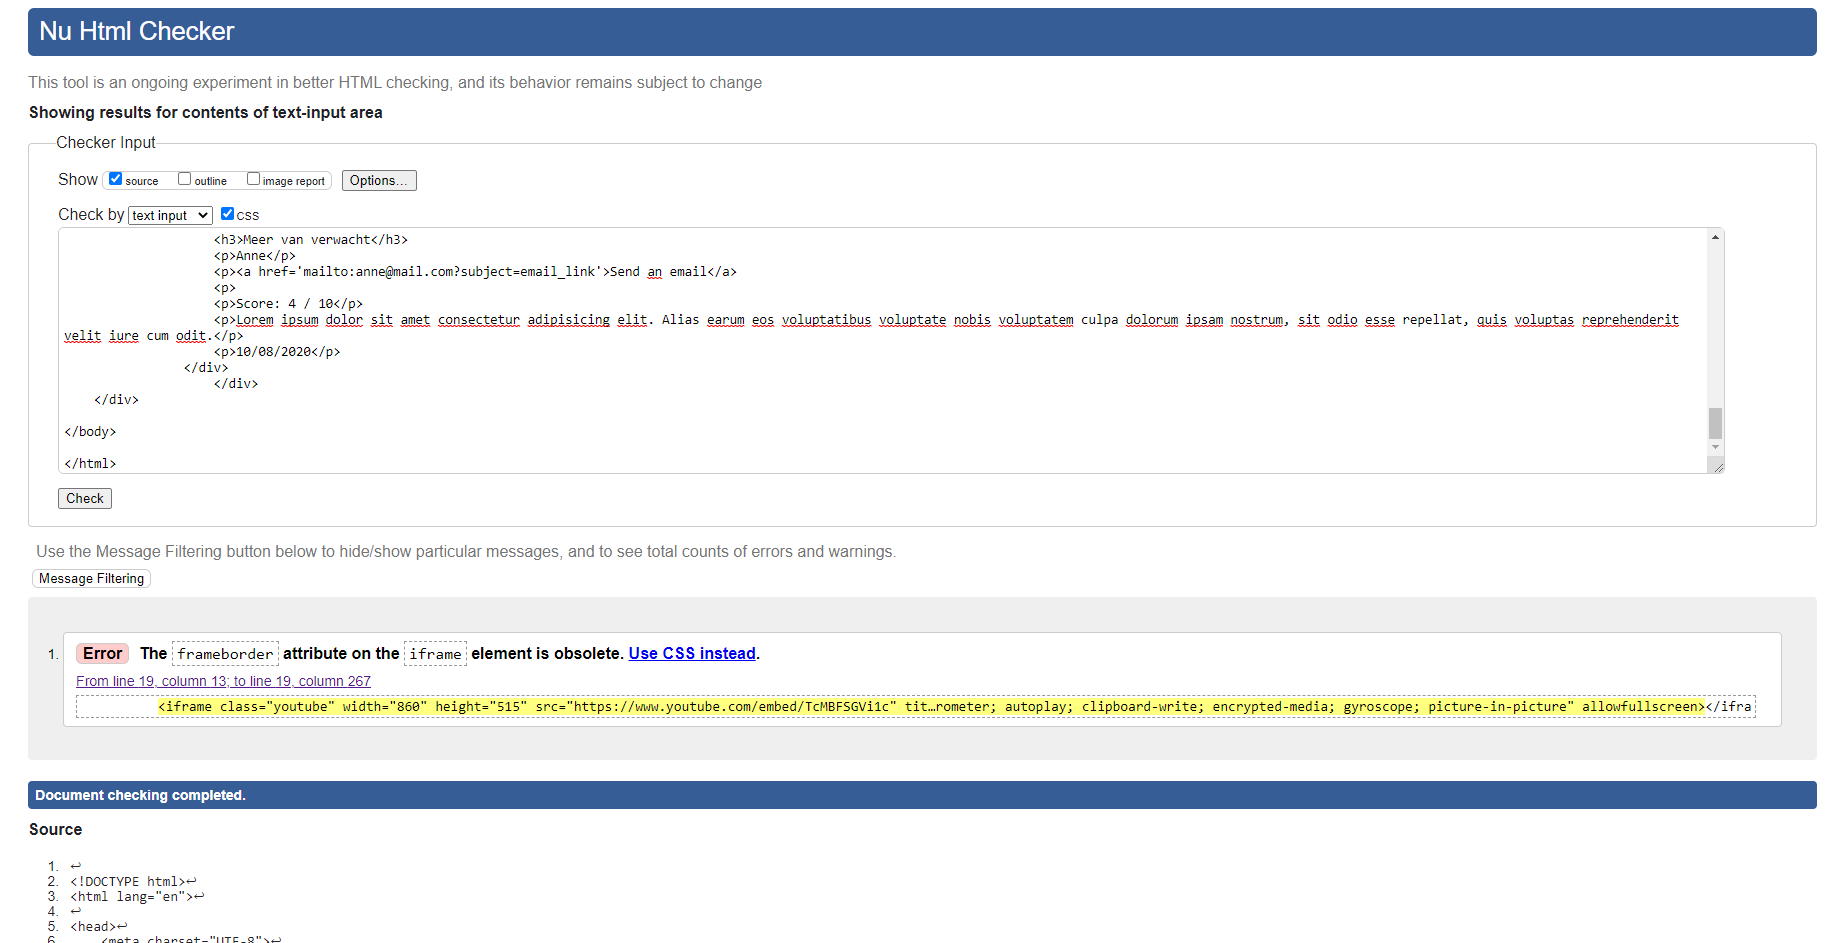 Nu Html Checker
This tool is an ongoing experiment in better HTML checking, and its behavior remains subject to change
Showing results for contents of text-input area
Checker Input
Show source outline image report Options...
Check by text input css
<h3>Meer van verwacht</h3>
<p>Anne</p>
<p><a href='mailto:anne@mail.com?subject=email_link'>Send an email</a>
<p>
<p>Score: 4 / 10</p>
<p>Lorem ipsum dolor sit amet consectetur adipisicing elit. Alias earum eos voluptatibus voluptate nobis voluptatem culpa dolorum ipsam nostrum, sit odio esse repellat, quis voluptas reprehenderit
velit iure cum odit.</p>
<p>10/08/2020</p>
</div>
</div>
</div>
</body>
</html>
Check
Use the Message Filtering button below to hide/show particular messages, and to see total counts of errors and warnings.
Message Filtering
1. Error The frameborder attribute on the iframe element is obsolete. Use CSS instead.
From line 19, column 13; to line 19, column 267
<iframe class="youtube" width="860" height="515" src="https://www.youtube.com/embed/TcMBFSGVi1c" tit…rometer; autoplay; clipboard-write; encrypted-media; gyroscope; picture-in-picture" allowfullscreen></ifra
Document checking completed.
Source
1. ↩
2. <!DOCTYPE html>↩
3. <html lang="en">↩
4. ↩
5. <head>↩
6. <meta charset="UTF-8">↩